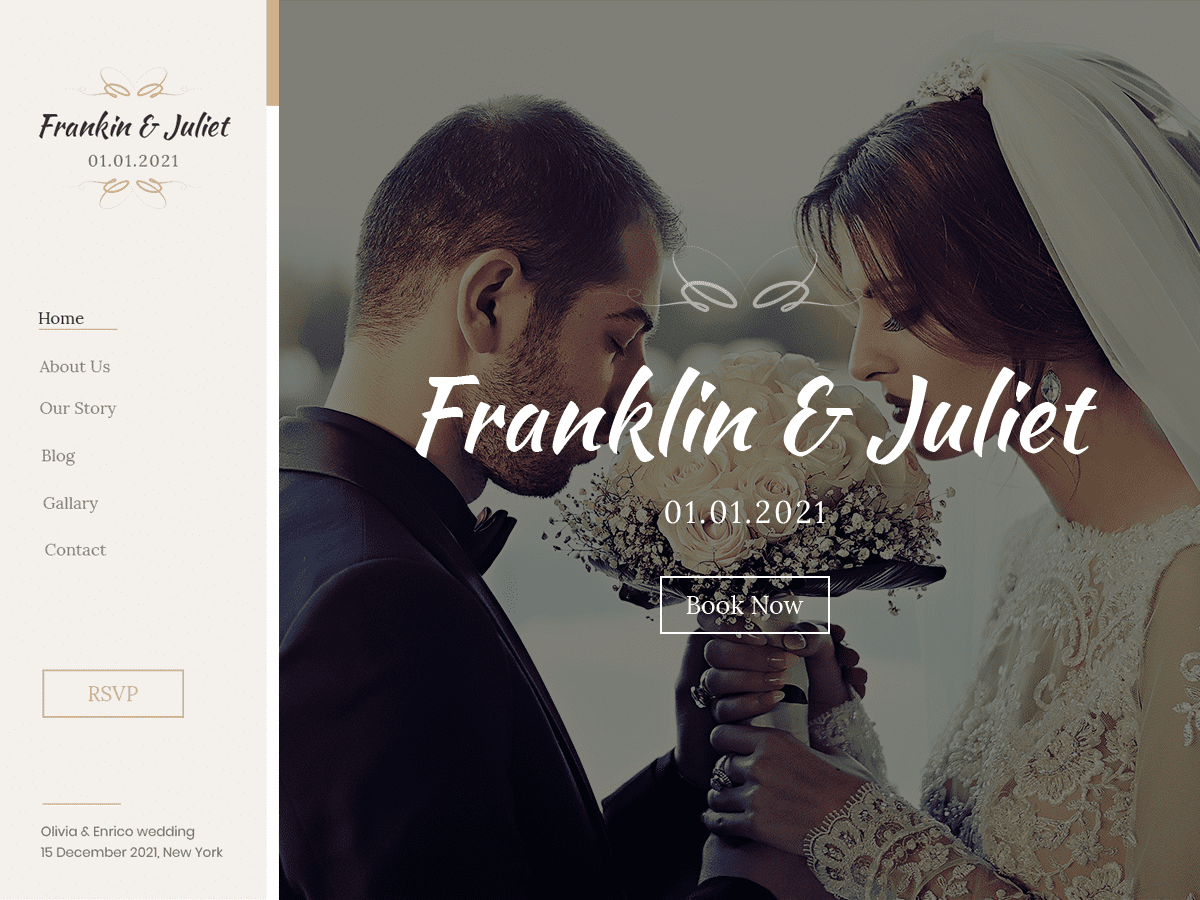 Frankin & Juliet
01.01.2021
Home
About Us
Our Story
Blog
Gallary
Contact
RSVP
Olivia & Enrico wedding
15 December 2021, New York
Franklin & Juliet
01.01.2021
Book Now